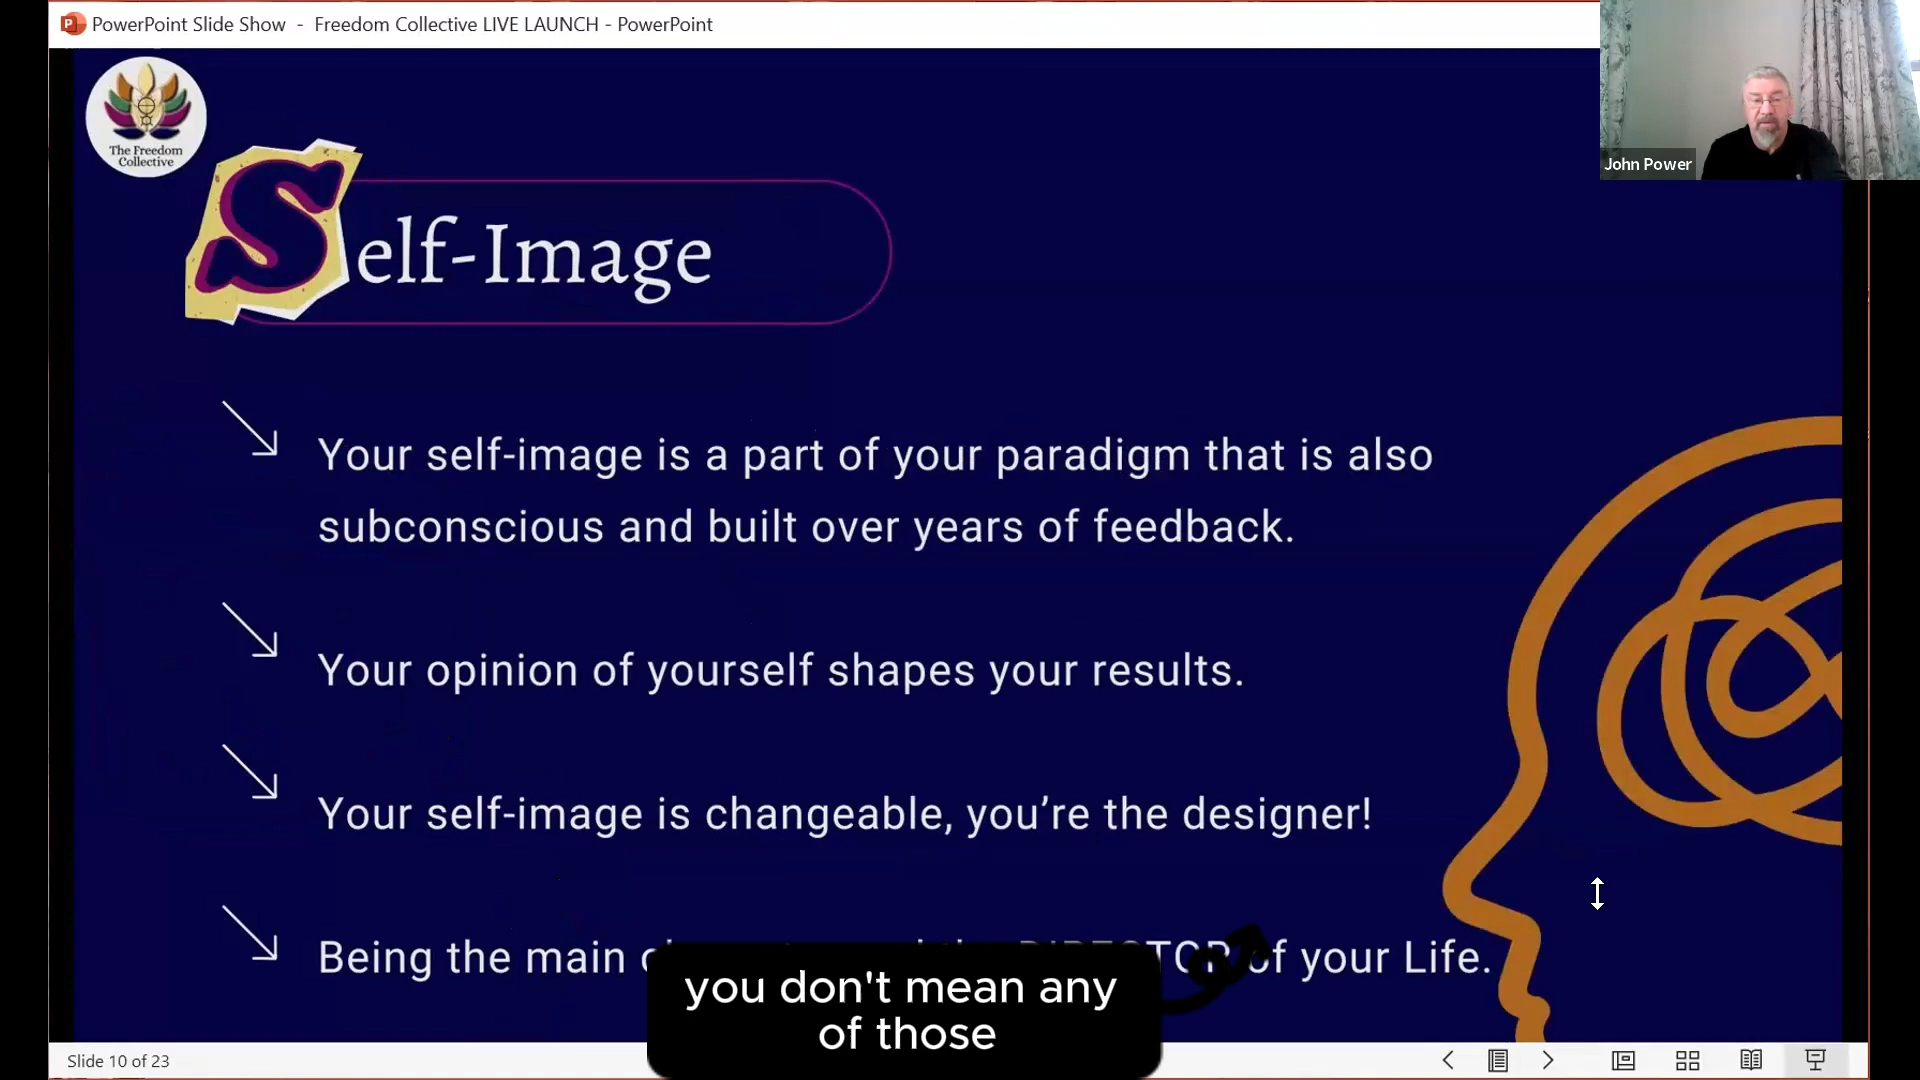 PowerPoint Slide Show - Freedom Collective LIVE LAUNCH - PowerPoint
The Freedom
Collective
John Power
Self-Image
Your self-image is a part of your paradigm that is also
subconscious and built over years of feedback.
Your opinion of yourself shapes your results.
Your self-image is changeable, you’re the designer!
Being the main DIRECTOR of your Life.
you don't mean any
of those
Slide 10 of 23